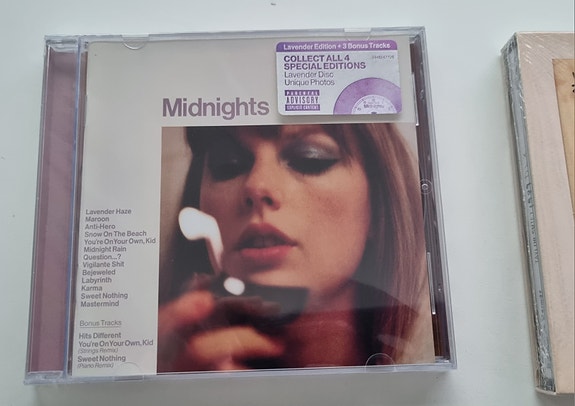 Lavender Edition + 3 Bonus Tracks
COLLECT ALL 4
SPECIAL EDITIONS
Lavender Disc
Unique Photos
PARENTAL
ADVISORY
EXPLICIT CONTENT
Midnights
Lavender Haze
Maroon
Anti-Hero
Snow On The Beach
You're On Your Own, Kid
Midnight Rain
Question...?
Vigilante Shit
Bejeweled
Labyrinth
Karma
Sweet Nothing
Mastermind
Bonus Tracks
Hits Different
You're On Your Own, Kid
(Strings Remix)
Sweet Nothing
(Piano Remix)